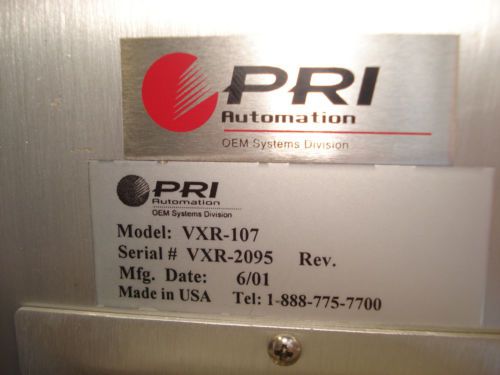 PRI
Automation
OEM Systems Division
PRI
Automation
OEM Systems Division
Model: VXR-107
Serial # VXR-2095 Rev.
Mfg. Date: 6/01
Made in USA Tel: 1-888-775-7700